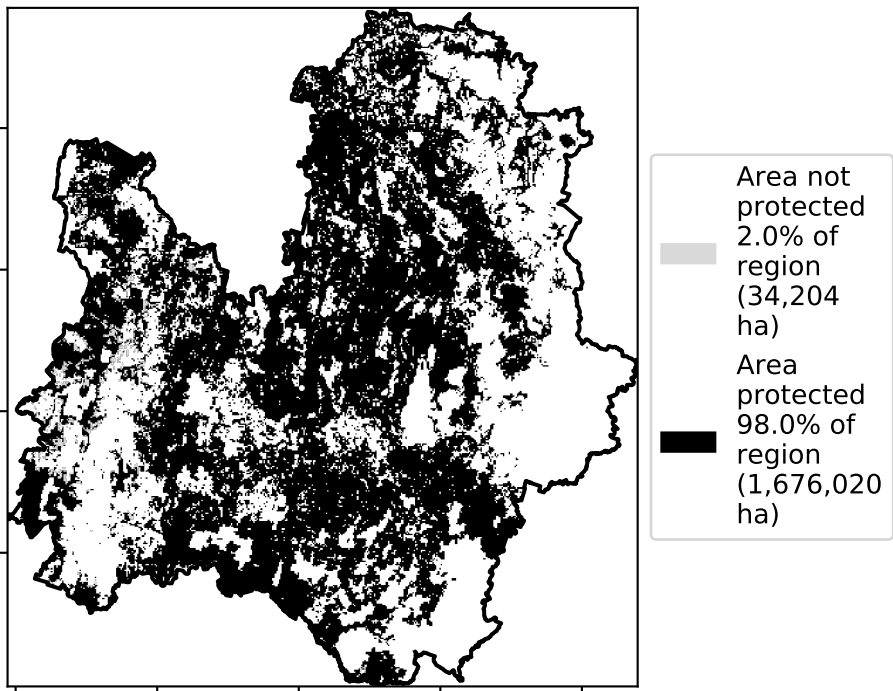 Area not
protected
2.0% of
region
(34,204
ha)
Area
protected
98.0% of
region
(1,676,020
ha)